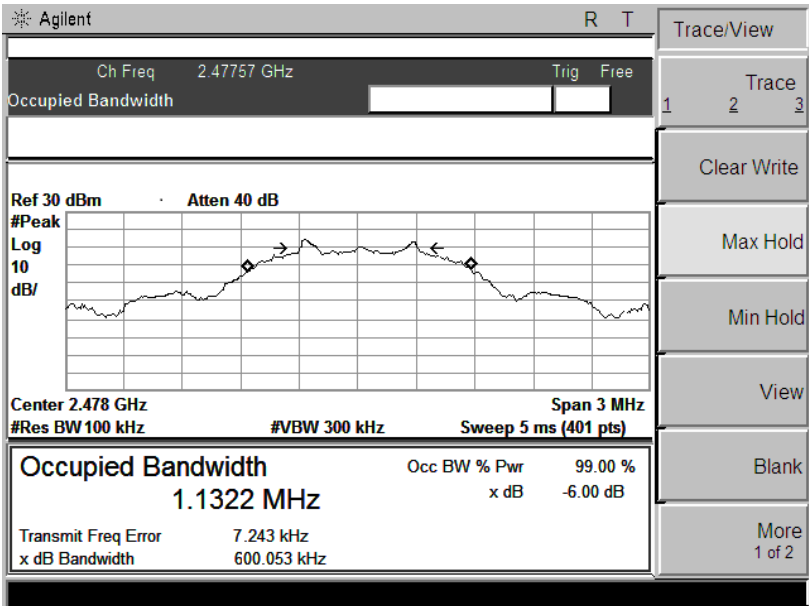 Agilent R T
Trace/View
Ch Freq 2.47757 GHz Trig Free
Occupied Bandwidth
Trace
1 2 3
Clear Write
Ref 30 dBm Atten 40 dB
#Peak
Log
10
dB/
Max Hold
Min Hold
View
Center 2.478 GHz Span 3 MHz
#Res BW 100 kHz #VBW 300 kHz Sweep 5 ms (401 pts)
Occupied Bandwidth Occ BW % Pwr 99.00 %
1.1322 MHz x dB -6.00 dB
Blank
Transmit Freq Error 7.243 kHz
x dB Bandwidth 600.053 kHz
More
1 of 2